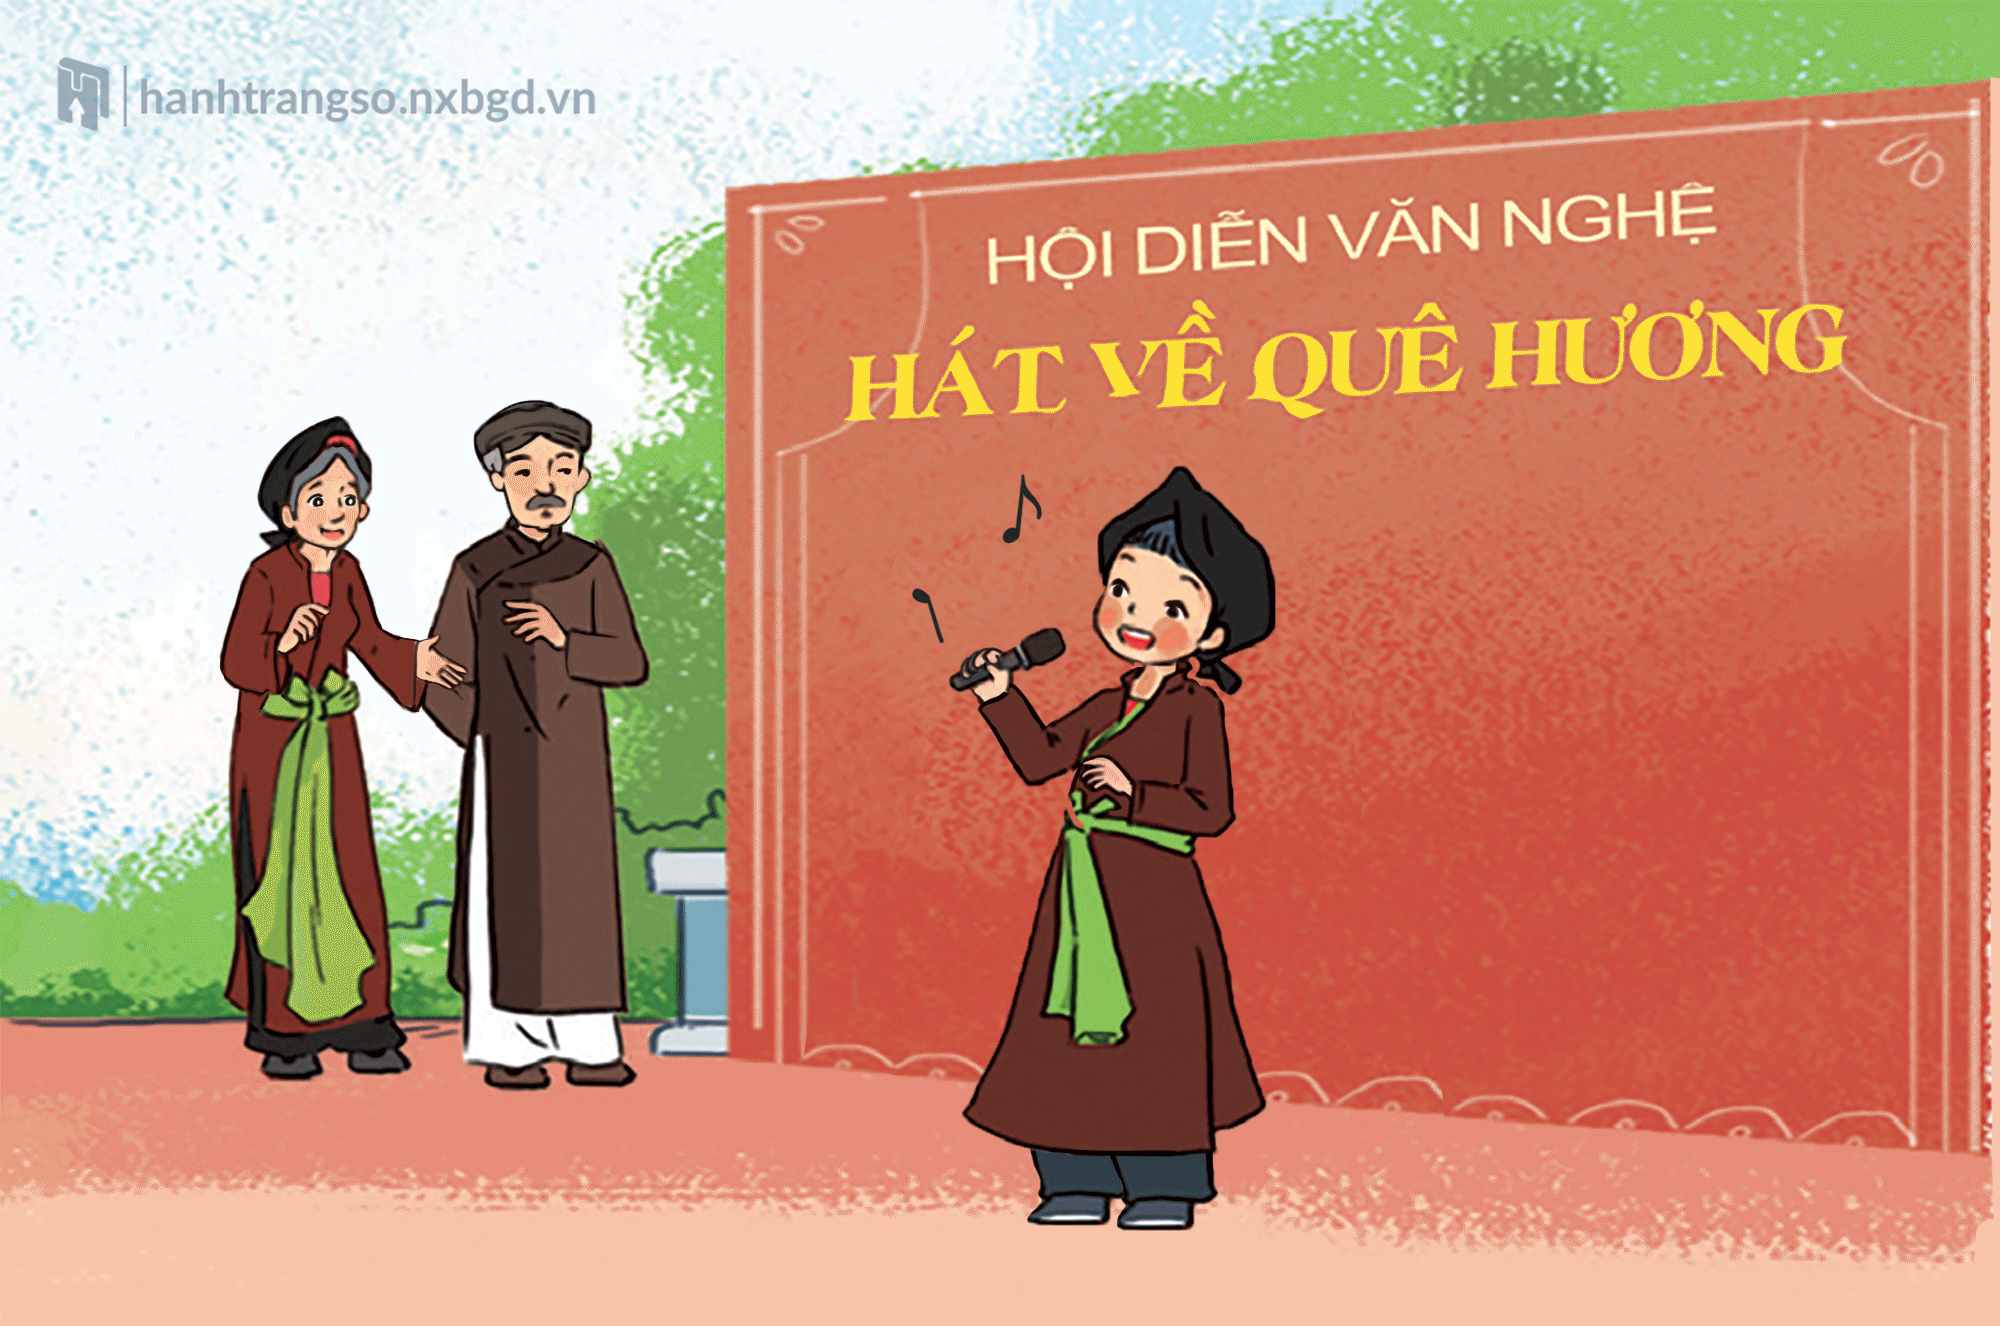 hanhtrangso.nxbgd.vn
HỘI DIỄN VĂN NGHỆ
HÁT VỀ QUÊ HƯƠNG